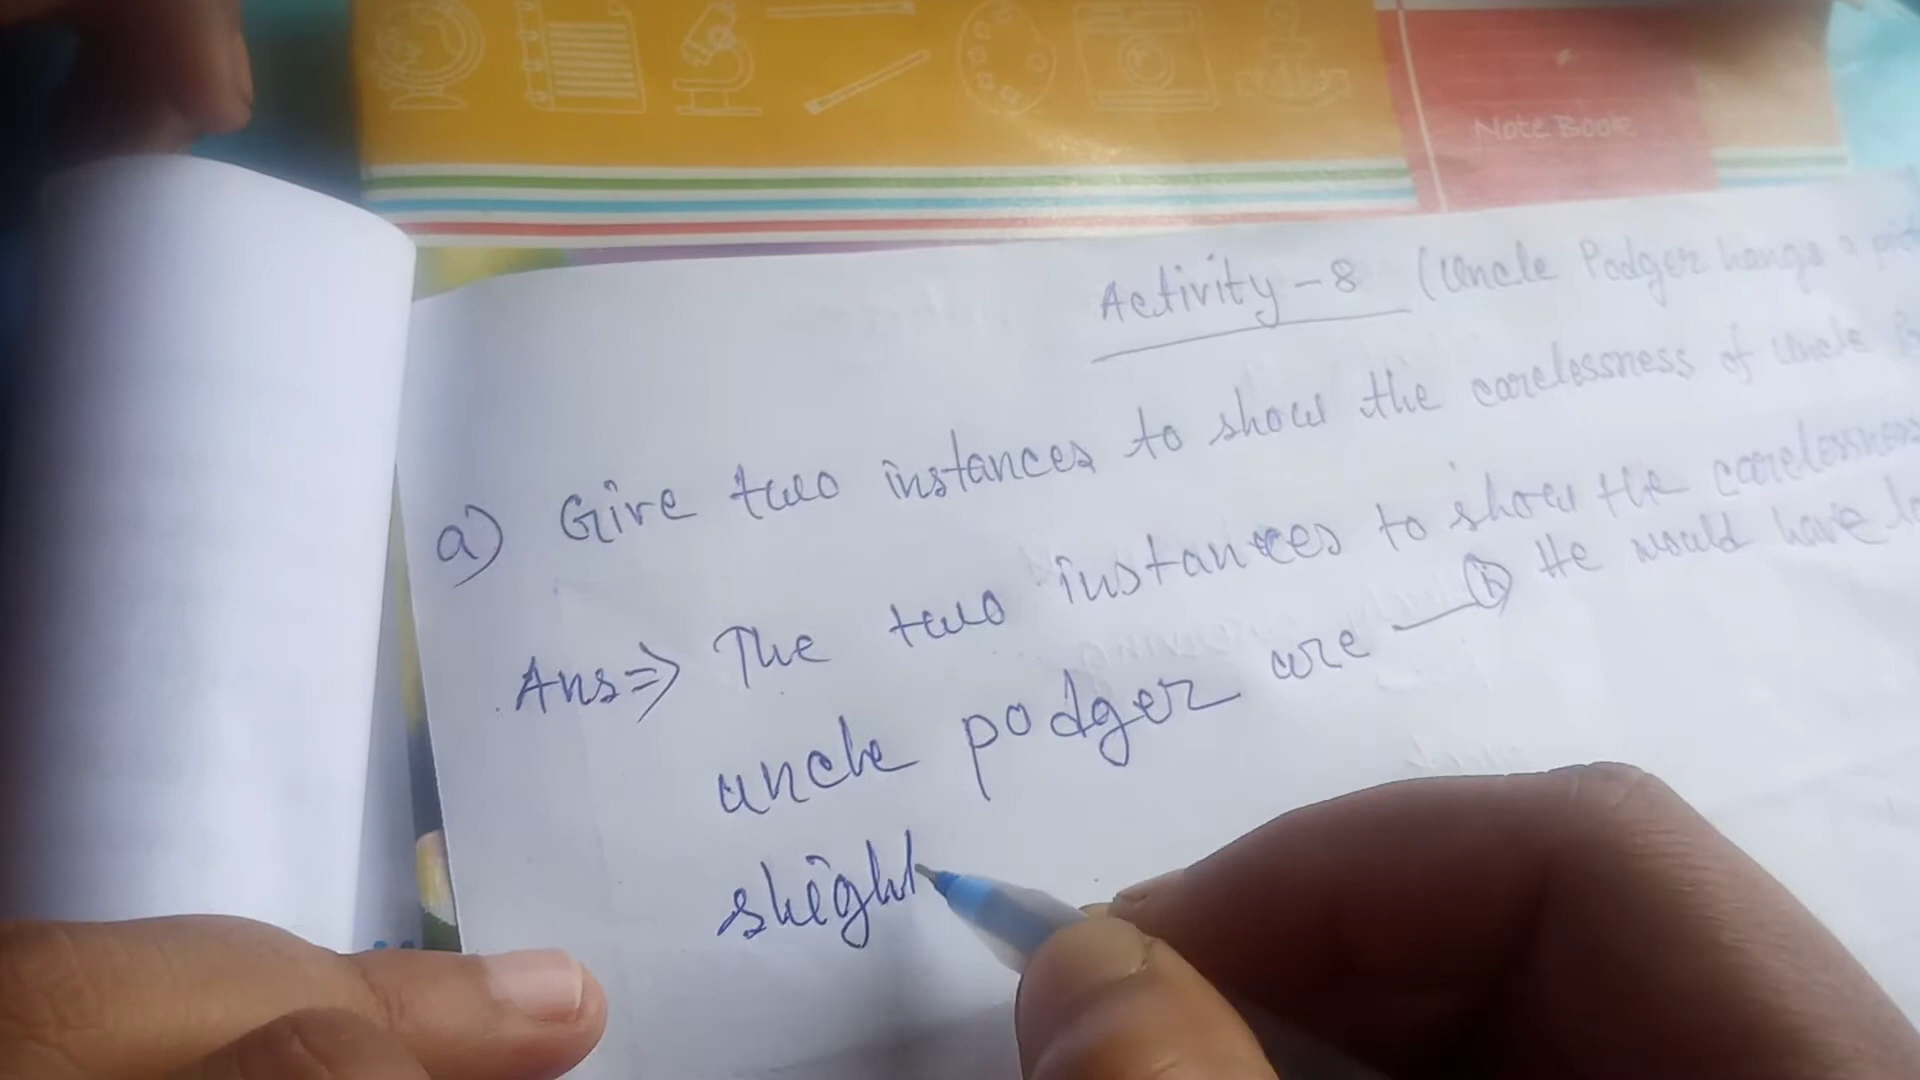 Note Book
Activity - 8 (Uncle Podger hangs a
a) Give two instances to show the carelessness of uncle
Ans⇒ The two instances to show the carelessness
uncle podger are — He would have
slight